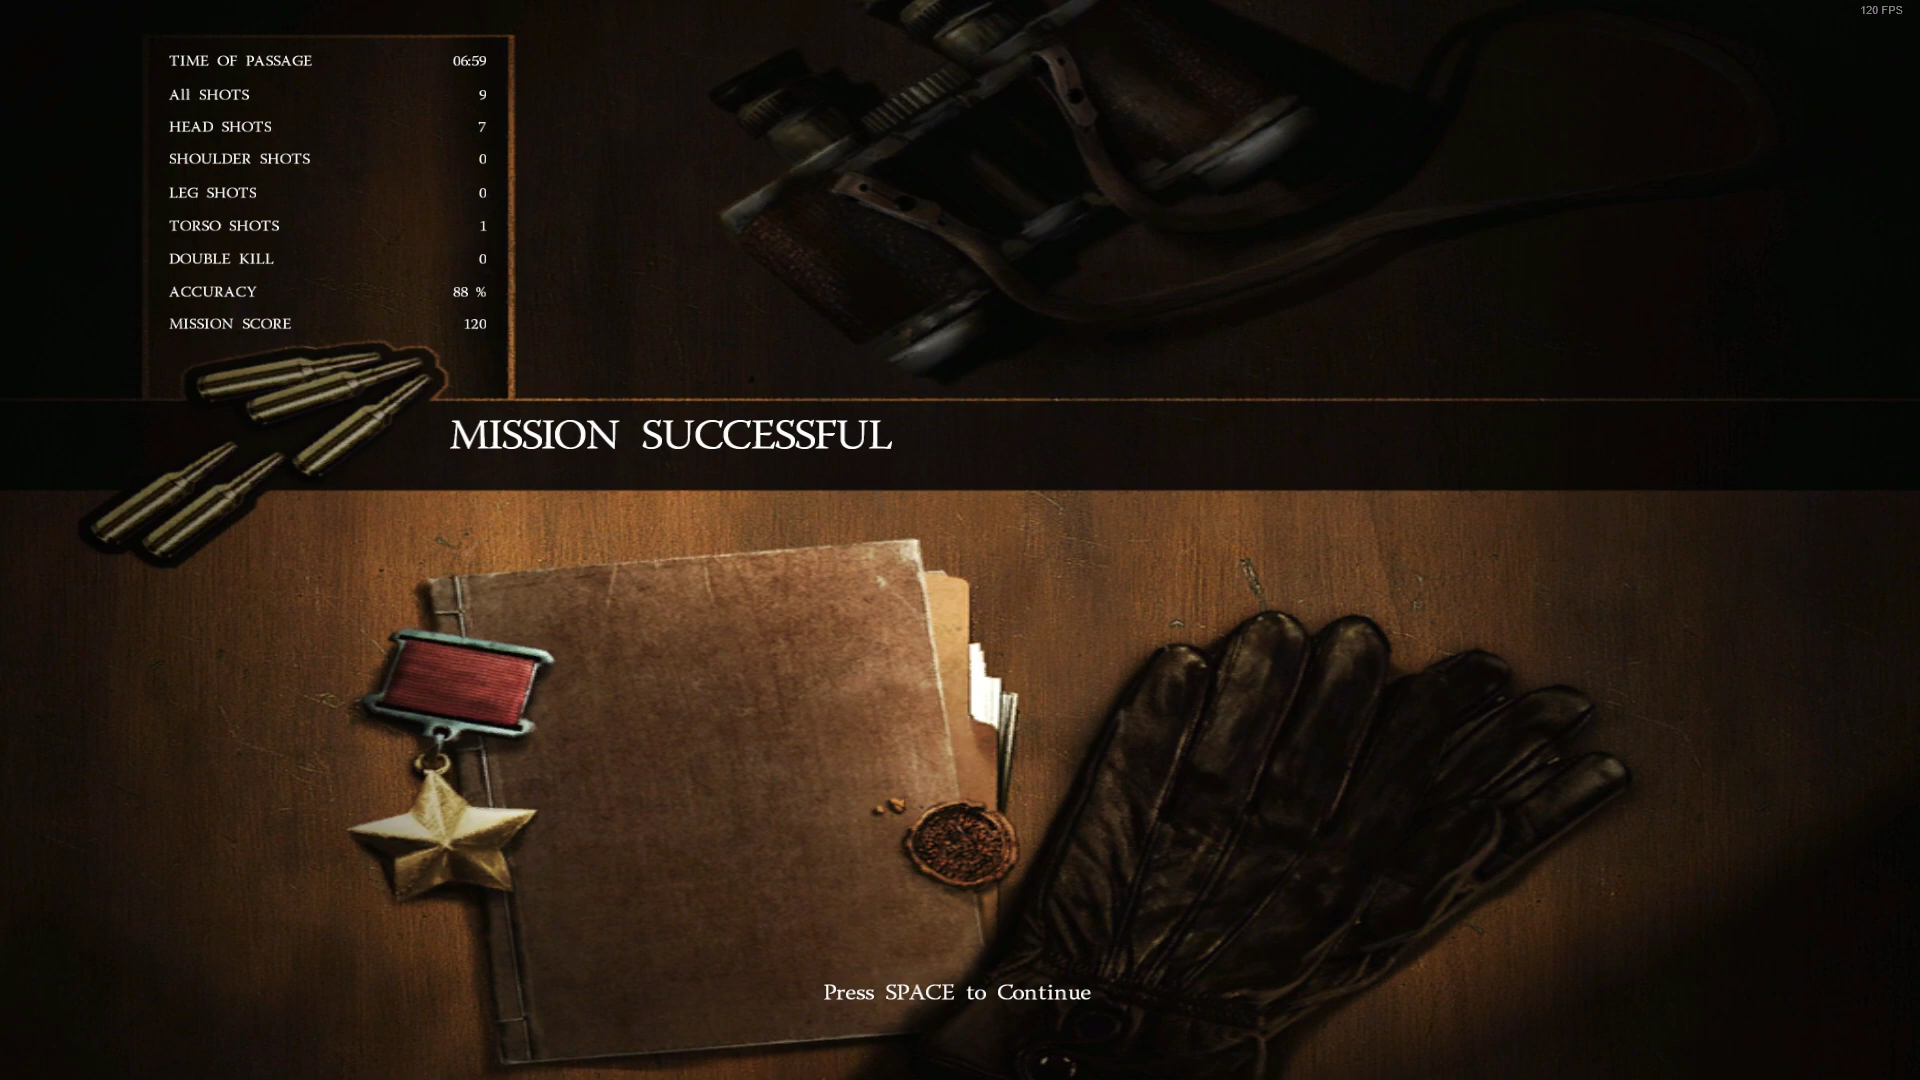 120 FPS
TIME OF PASSAGE 06:59
All SHOTS 9
HEAD SHOTS 7
SHOULDER SHOTS 0
LEG SHOTS 0
TORSO SHOTS 1
DOUBLE KILL 0
ACCURACY 88 %
MISSION SCORE 120
MISSION SUCCESSFUL
Press SPACE to Continue